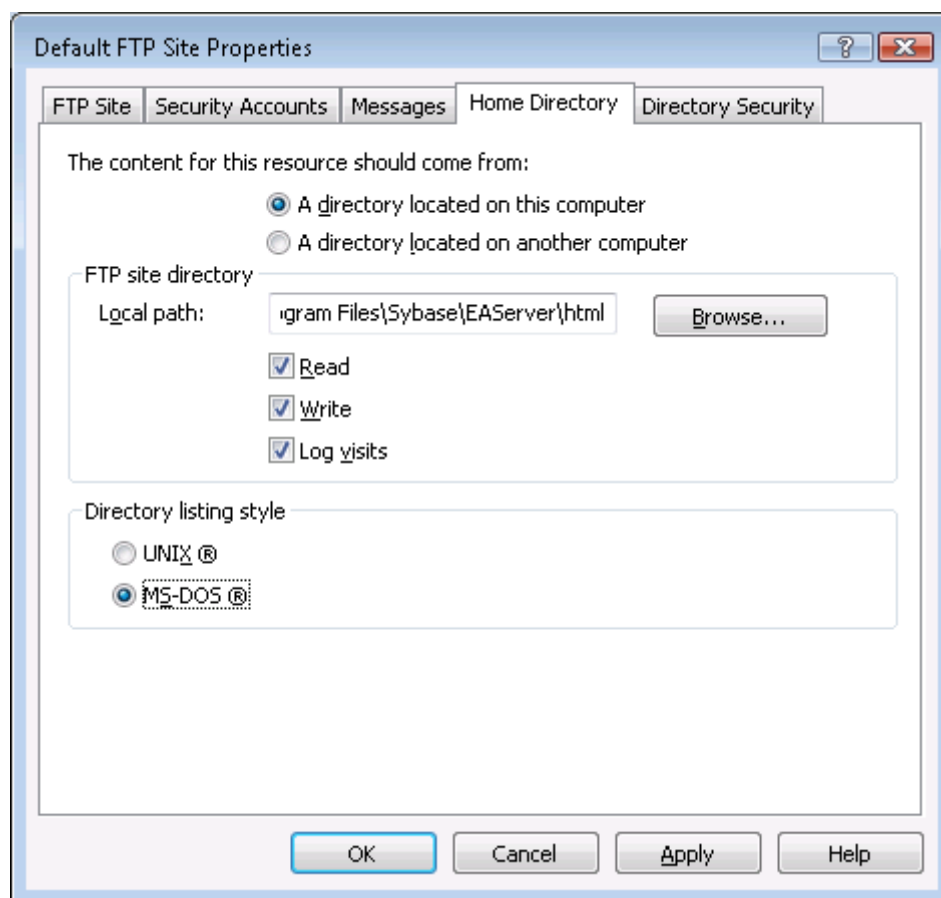 Default FTP Site Properties
FTP Site Security Accounts Messages Home Directory Directory Security
The content for this resource should come from:
A directory located on this computer
A directory located on another computer
FTP site directory
Local path: gram Files\Sybase\EAServer\html Browse...
Read
Write
Log visits
Directory listing style
UNIX ®
MS-DOS ®
OK Cancel Apply Help